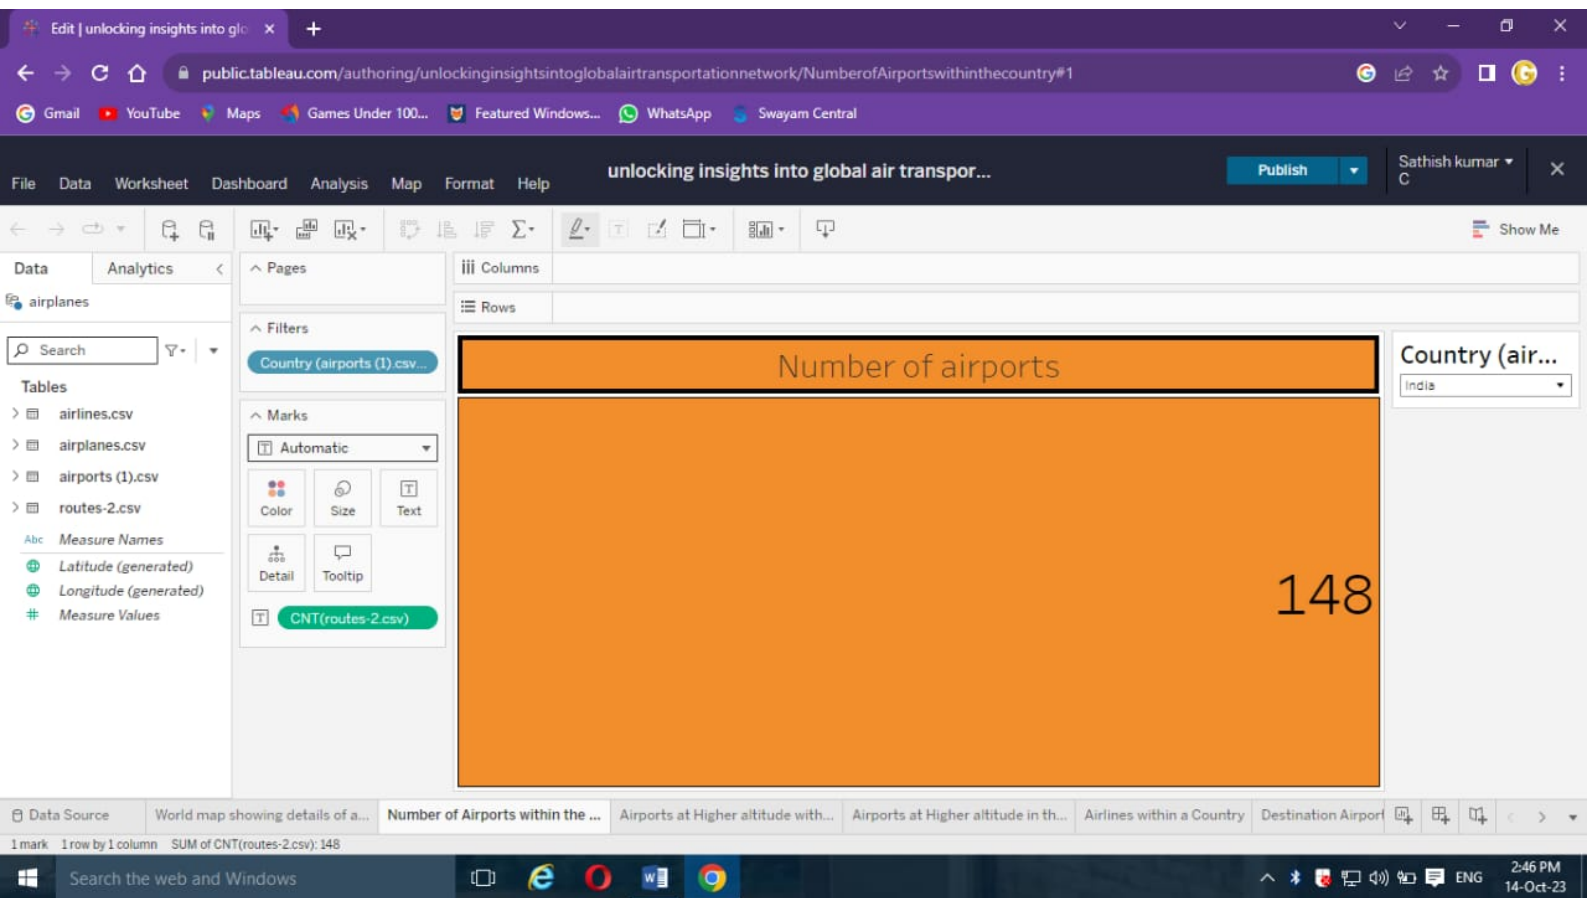 Edit | unlocking insights into glo
public.tableau.com/authoring/unlockinginsightsintoglobalairtransportationnetwork/NumberofAirportswithinthecountry#1
Gmail YouTube Maps Games Under 100... Featured Windows... WhatsApp Swayam Central
unlocking insights into global air transpor...
Publish
Sathish kumar
C
File Data Worksheet Dashboard Analysis Map Format Help
Show Me
Data Analytics
airplanes
Search
Tables
airlines.csv
airplanes.csv
airports (1).csv
routes-2.csv
Abc Measure Names
Latitude (generated)
Longitude (generated)
# Measure Values
Pages
Filters
Country (airports (1).csv...
Marks
T Automatic
Color Size Text
Detail Tooltip
T CNT(routes-2.csv)
Columns
Rows
Number of airports
148
Country (air...
India
Data Source World map showing details of a... Number of Airports within the ... Airports at Higher altitude with... Airports at Higher altitude in th... Airlines within a Country Destination Airport
1 mark 1 row by 1 column SUM of CNT(routes-2.csv): 148
Search the web and Windows
ENG
2:46 PM
14-Oct-23